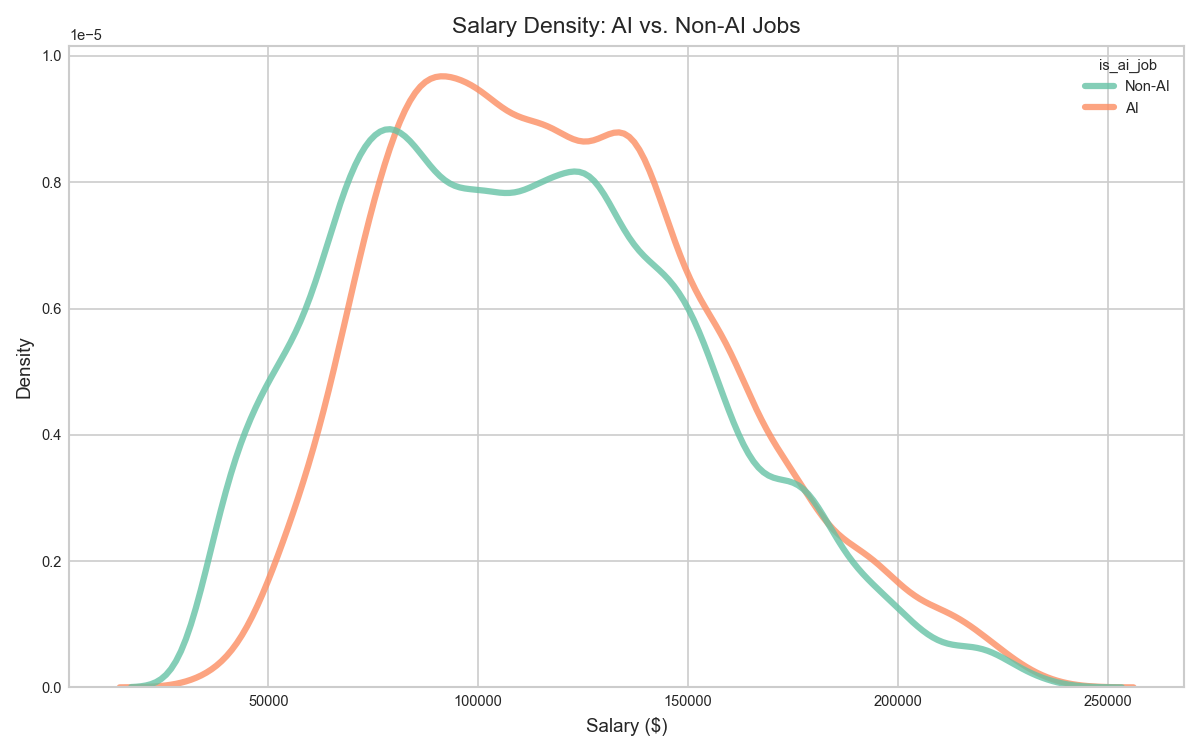 Salary Density: AI vs. Non-AI Jobs
1e−5
is_ai_job
Non-AI
AI
1.0
0.8
0.6
0.4
0.2
0.0
Density
50000 100000 150000 200000 250000
Salary ($)